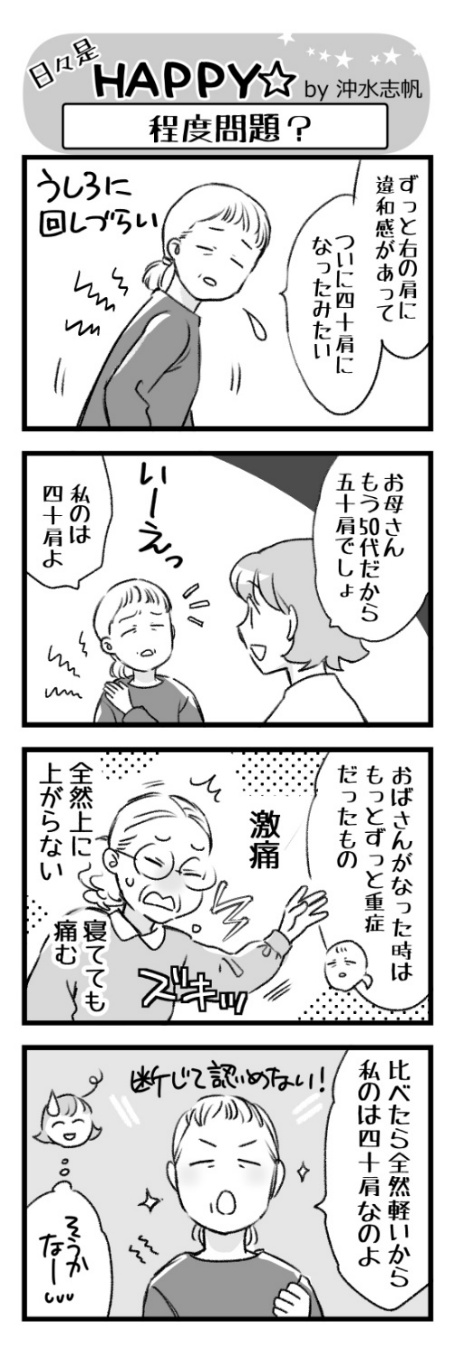 日々是
HAPPY☆ by 沖水志帆
程度問題？
ずっと右の肩に
違和感があって
ついに四十肩に
なったみたい
うしろに
回しづらい
お母さん
もう50代だから
五十肩でしょ
いーえっ
私のは
四十肩よ
おばさんがなった時は
もっとずっと重症
だったもの
激痛
全然上に
上がらない
ズキッ
寝てても
痛む
比べたら全然軽いから
私のは四十肩なのよ
断じて認めない！
そうか
なー